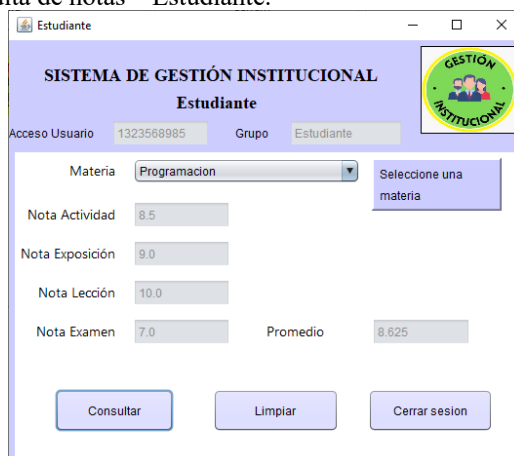 ta de notas – Estudiante.
Estudiante
SISTEMA DE GESTIÓN INSTITUCIONAL
Estudiante
GESTIÓN
INSTITUCIONAL
Acceso Usuario 1323568985 Grupo Estudiante
Materia Programacion Seleccione una
materia
Nota Actividad 8.5
Nota Exposición 9.0
Nota Lección 10.0
Nota Examen 7.0 Promedio 8.625
Consultar Limpiar Cerrar sesion